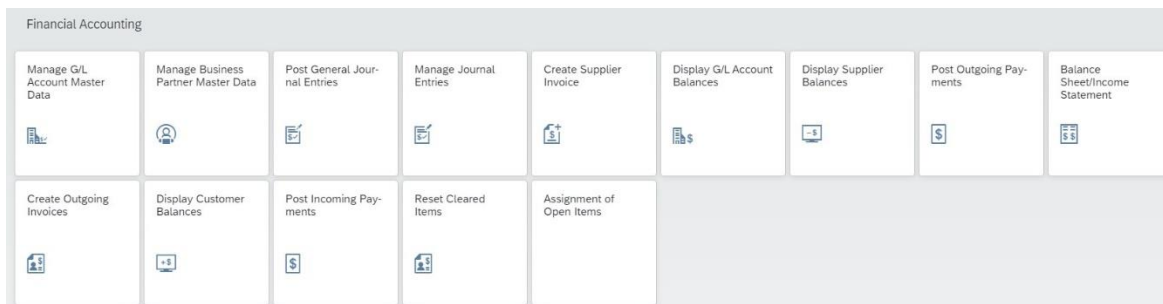 Financial Accounting
Manage G/L
Account Master
Data
Manage Business
Partner Master Data
Post General Jour-
nal Entries
Manage Journal
Entries
Create Supplier
Invoice
Display G/L Account
Balances
Display Supplier
Balances
Post Outgoing Pay-
ments
Balance
Sheet/Income
Statement
Create Outgoing
Invoices
Display Customer
Balances
Post Incoming Pay-
ments
Reset Cleared
Items
Assignment of
Open Items